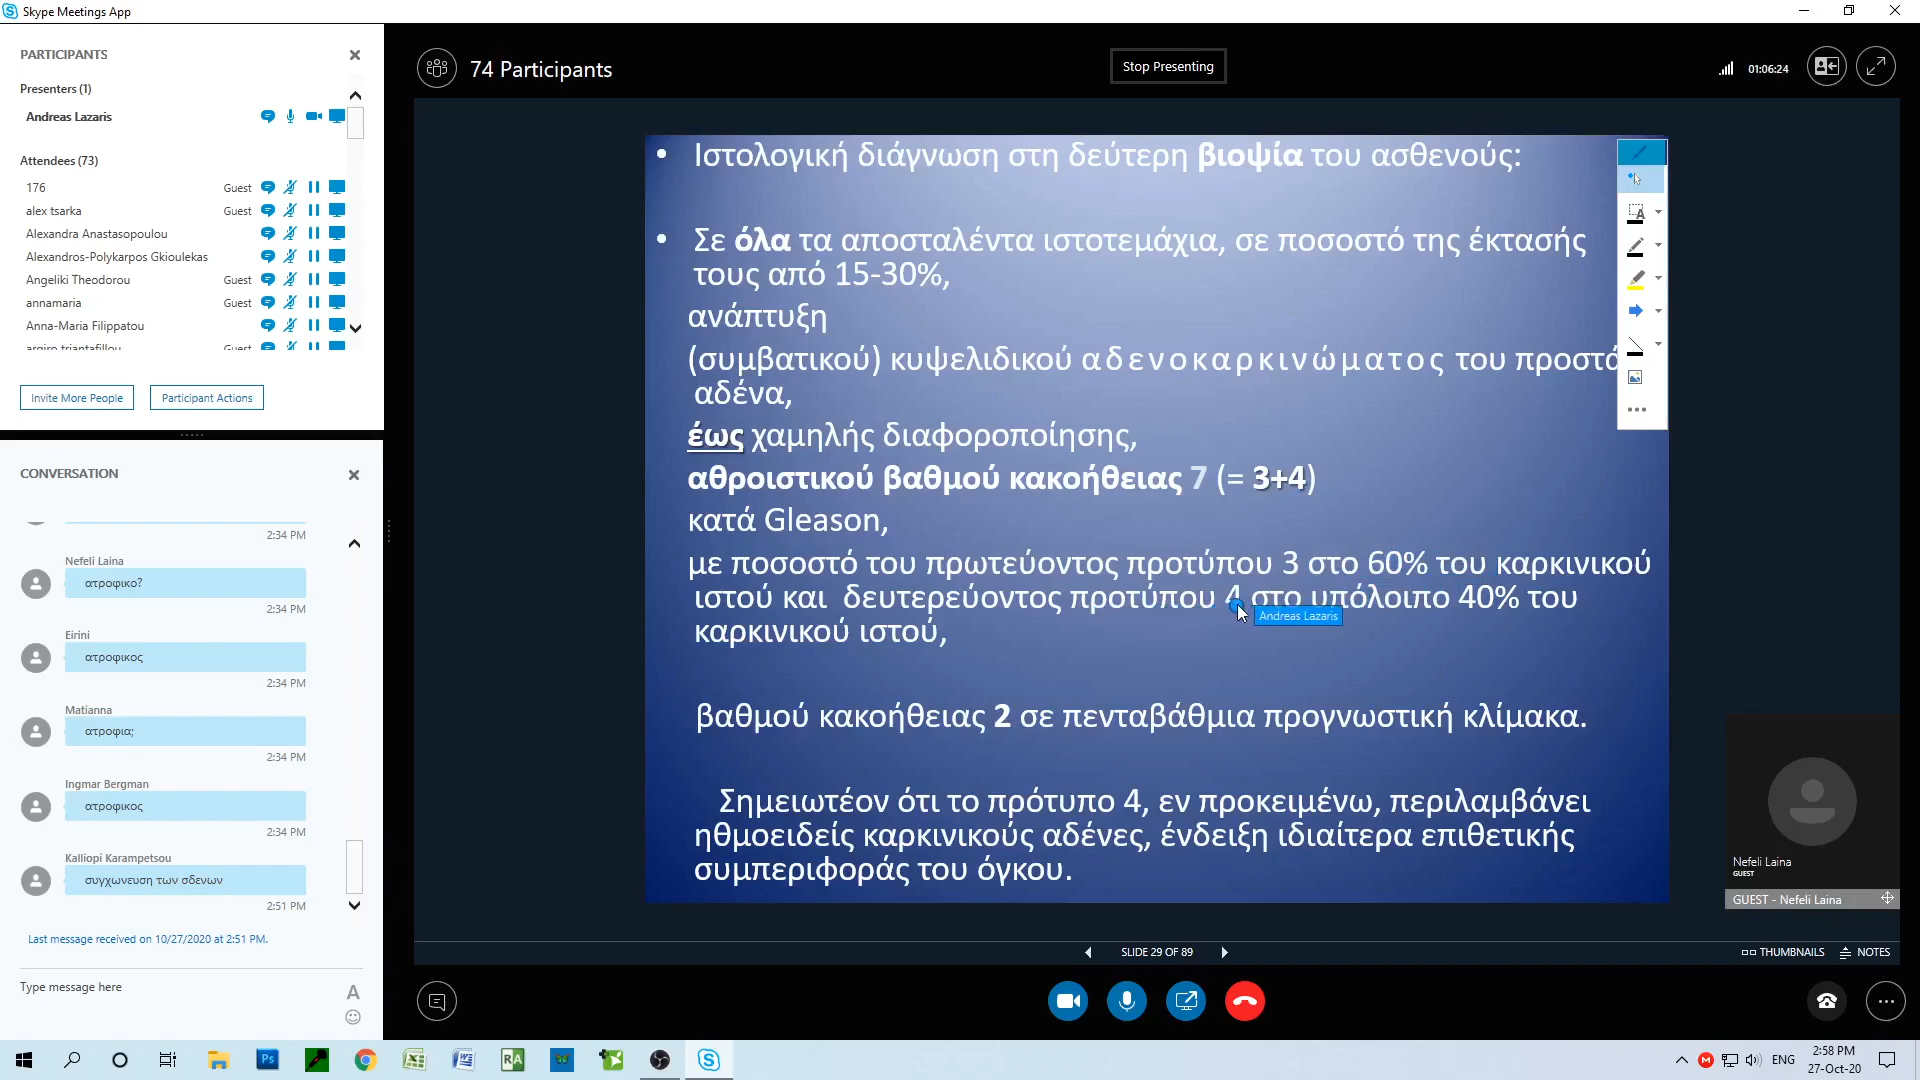 Skype Meetings App
PARTICIPANTS
Presenters (1)
Andreas Lazaris
Attendees (73)
176 Guest
alex tsarka Guest
Alexandra Anastasopoulou
Alexandros-Polykarpos Gkioulekas
Angeliki Theodorou Guest
annamaria Guest
Anna-Maria Filippatou
argiro triantafillou Guest
Invite More People
Participant Actions
CONVERSATION
2:34 PM
Nefeli Laina
ατροφικο?
2:34 PM
Eirini
ατροφικος
2:34 PM
Matianna
ατροφια;
2:34 PM
Ingmar Bergman
ατροφικος
2:34 PM
Kalliopi Karampetsou
συγχωνευση των σδενων
2:51 PM
Last message received on 10/27/2020 at 2:51 PM.
Type message here
A
74 Participants
Stop Presenting
01:06:24
• Ιστολογική διάγνωση στη δεύτερη βιοψία του ασθενούς:
• Σε όλα τα αποσταλέντα ιστοτεμάχια, σε ποσοστό της έκτασής
τους από 15-30%,
ανάπτυξη
(συμβατικού) κυψελιδικού αδενοκαρκινώματος του προστά
αδένα,
έως χαμηλής διαφοροποίησης,
αθροιστικού βαθμού κακοήθειας 7 (= 3+4)
κατά Gleason,
με ποσοστό του πρωτεύοντος προτύπου 3 στο 60% του καρκινικού
ιστού και δευτερεύοντος προτύπου 4 στο υπόλοιπο 40% του
Andreas Lazaris
καρκινικού ιστού,
βαθμού κακοήθειας 2 σε πενταβάθμια προγνωστική κλίμακα.
Σημειωτέον ότι το πρότυπο 4, εν προκειμένω, περιλαμβάνει
ηθμοειδείς καρκινικούς αδένες, ένδειξη ιδιαίτερα επιθετικής
συμπεριφοράς του όγκου.
Nefeli Laina
GUEST
GUEST - Nefeli Laina
SLIDE 29 OF 89
THUMBNAILS
NOTES
Ps
RA
ENG
2:58 PM
27-Oct-20